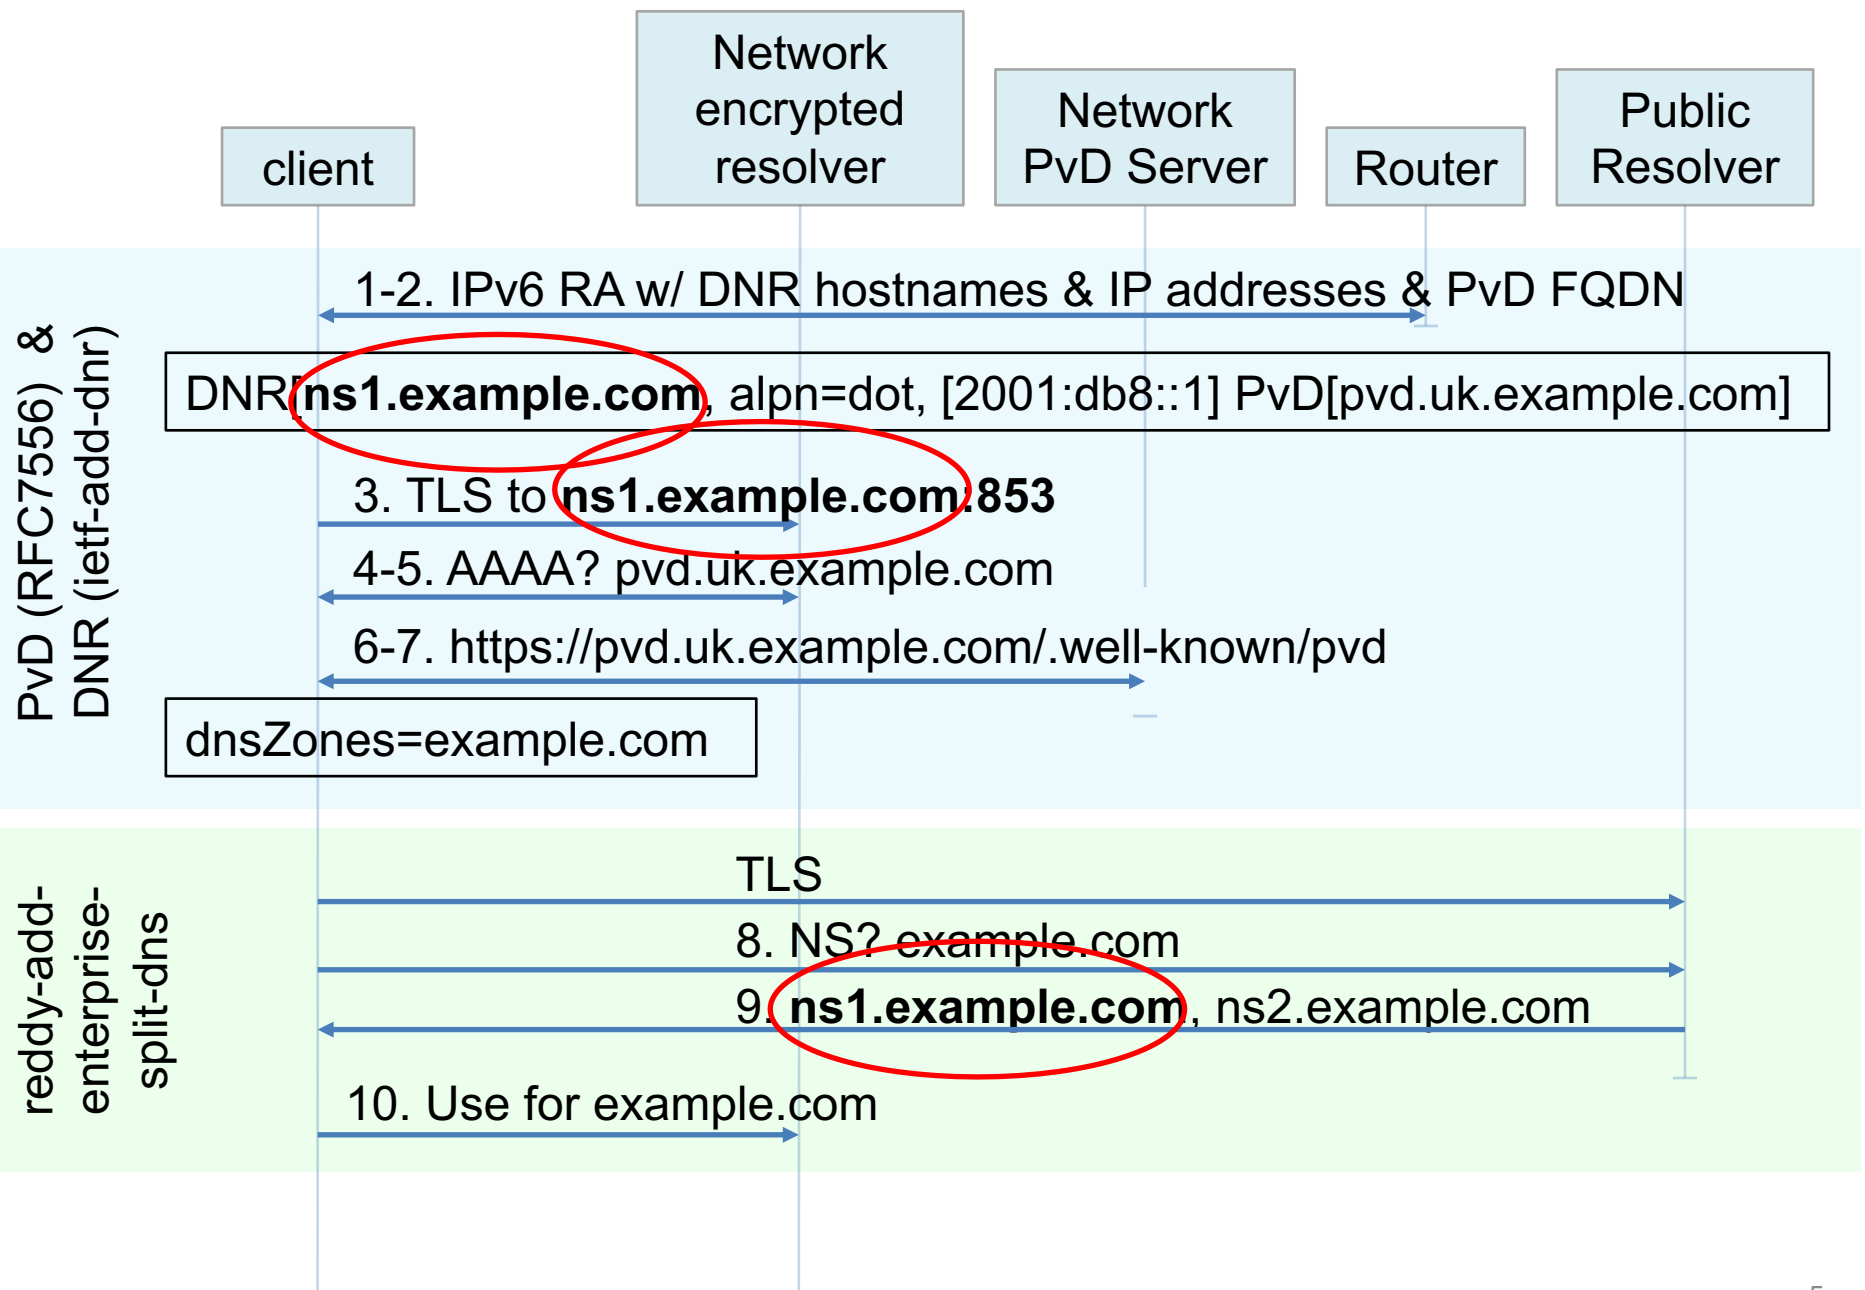 client
Network
encrypted
resolver
Network
PvD Server
Router
Public
Resolver
PvD (RFC7556) &
DNR (ietf-add-dnr)
1-2. IPv6 RA w/ DNR hostnames & IP addresses & PvD FQDN
DNR[ns1.example.com, alpn=dot, [2001:db8::1] PvD[pvd.uk.example.com]
3. TLS to ns1.example.com:853
4-5. AAAA? pvd.uk.example.com
6-7. https://pvd.uk.example.com/.well-known/pvd
dnsZones=example.com
reddy-add-
enterprise-
split-dns
TLS
8. NS? example.com
9. ns1.example.com, ns2.example.com
10. Use for example.com